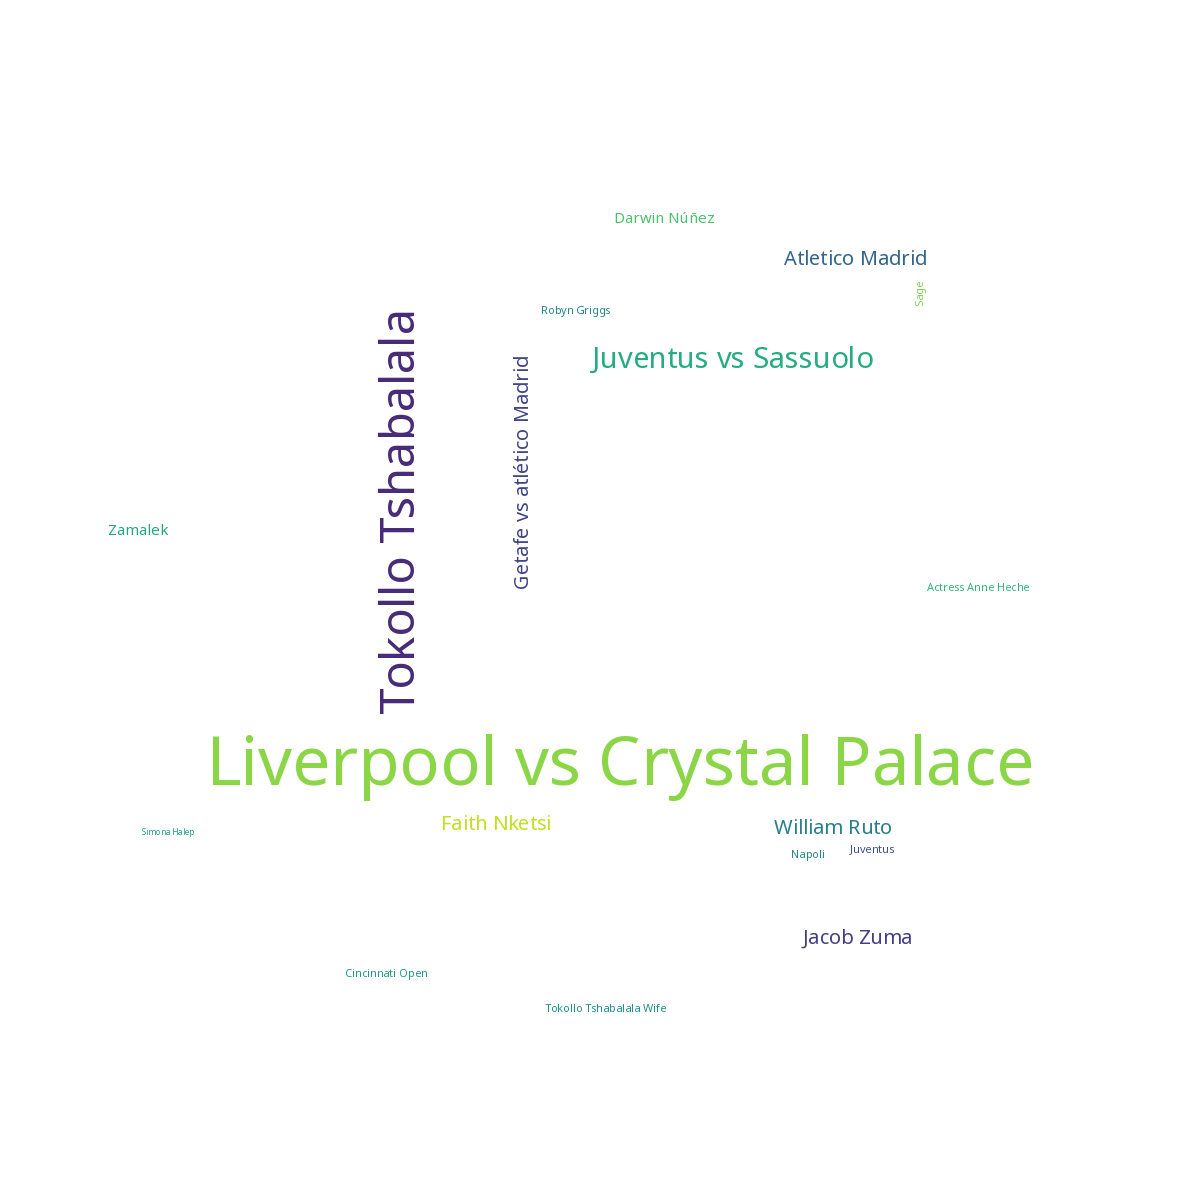 Darwin Núñez
Atletico Madrid
Sage
Robyn Griggs
Tokollo Tshabalala
Getafe vs atlético Madrid
Juventus vs Sassuolo
Zamalek
Actress Anne Heche
Liverpool vs Crystal Palace
Simona Halep
Faith Nketsi
William Ruto
Napoli
Juventus
Jacob Zuma
Cincinnati Open
Tokollo Tshabalala Wife